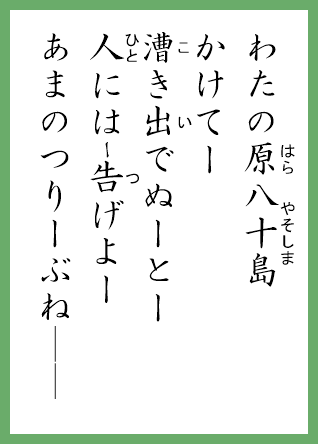 わたの原八十島
かけてー
漕き出でぬーとー
人にはー告げよー
あまのつりーぶね――